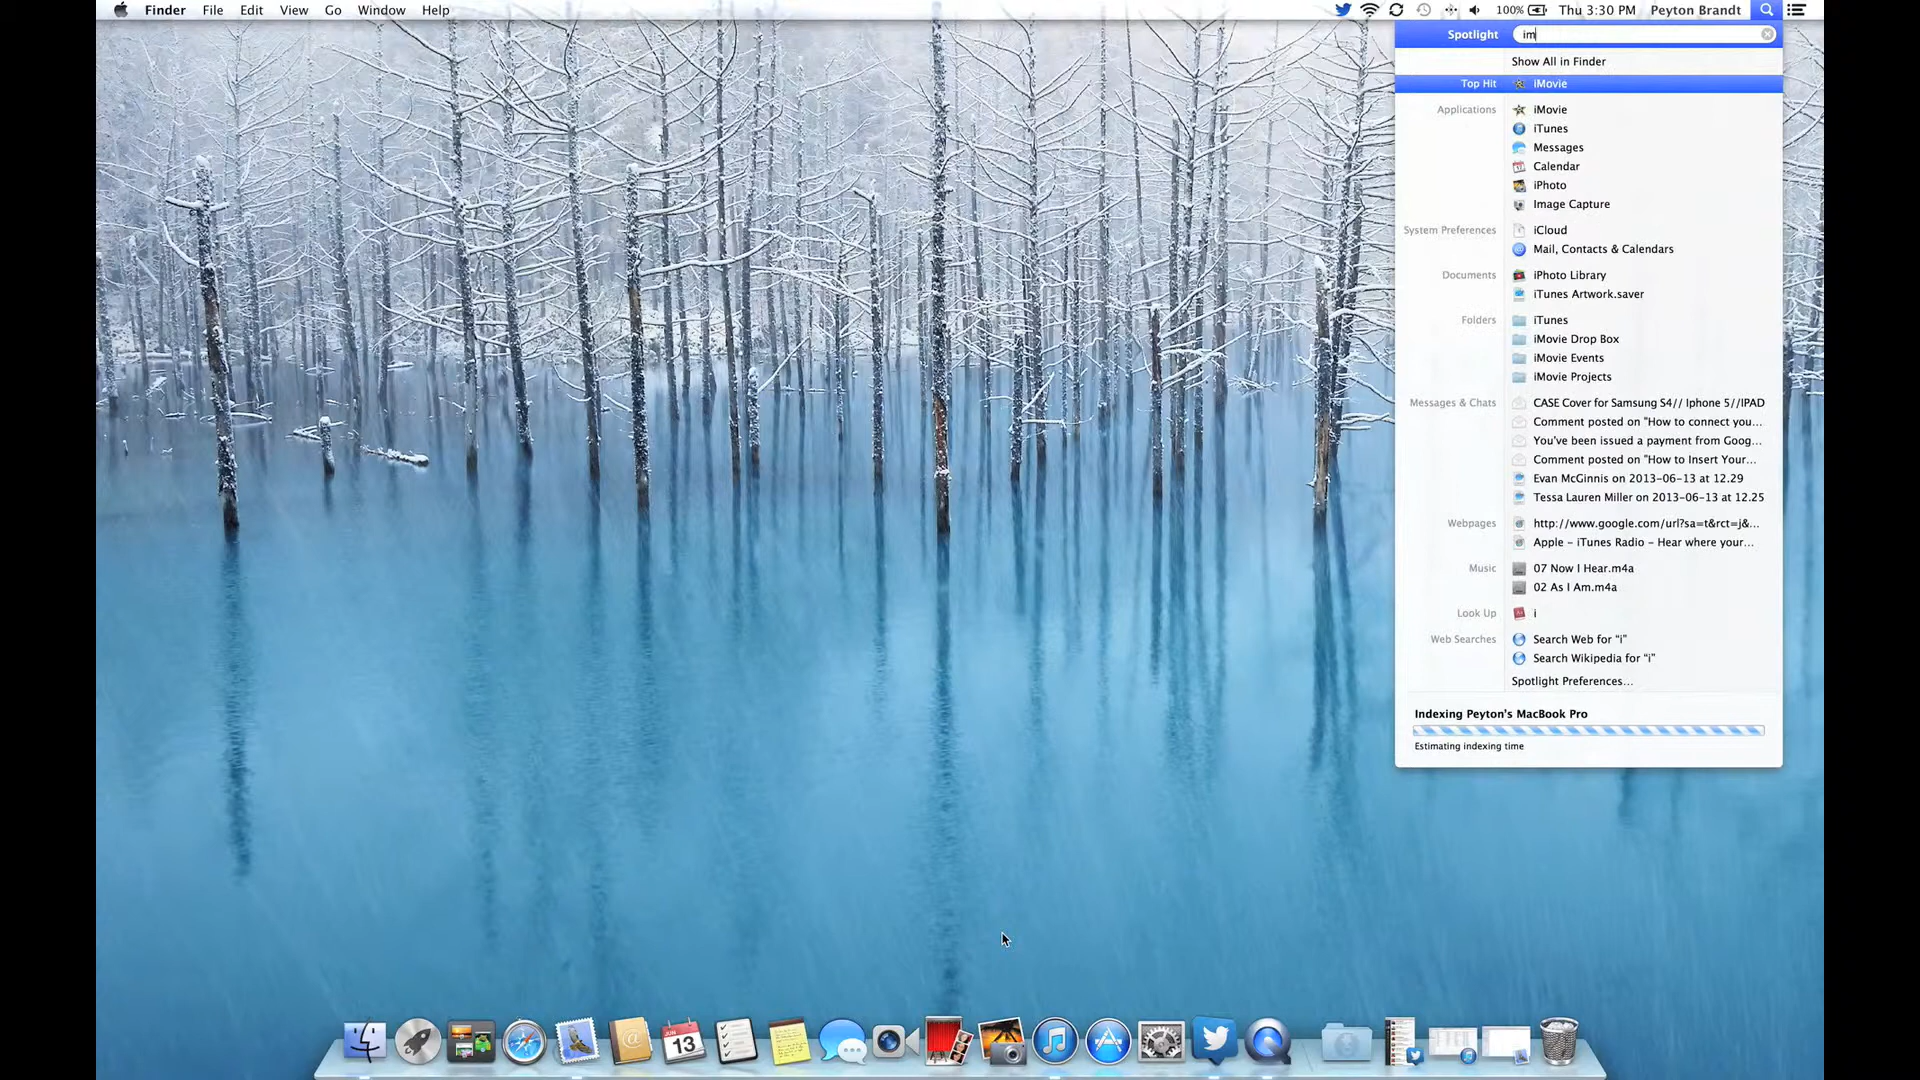 Finder File Edit View Go Window Help 100% Thu 3:30 PM Peyton Brandt
Spotlight im
Show All in Finder
Top Hit iMovie
Applications iMovie
iTunes
Messages
Calendar
iPhoto
Image Capture
System Preferences iCloud
Mail, Contacts & Calendars
Documents iPhoto Library
iTunes Artwork.saver
Folders iTunes
iMovie Drop Box
iMovie Events
iMovie Projects
Messages & Chats CASE Cover for Samsung S4// Iphone 5//IPAD
Comment posted on "How to connect you...
You've been issued a payment from Goog...
Comment posted on "How to Insert Your...
Evan McGinnis on 2013-06-13 at 12.29
Tessa Lauren Miller on 2013-06-13 at 12.25
Webpages http://www.google.com/url?sa=t&rct=j&...
Apple – iTunes Radio – Hear where your...
Music 07 Now I Hear.m4a
02 As I Am.m4a
Look Up i
Web Searches Search Web for “i”
Search Wikipedia for “i”
Spotlight Preferences...
Indexing Peyton's MacBook Pro
Estimating indexing time
JUN
13